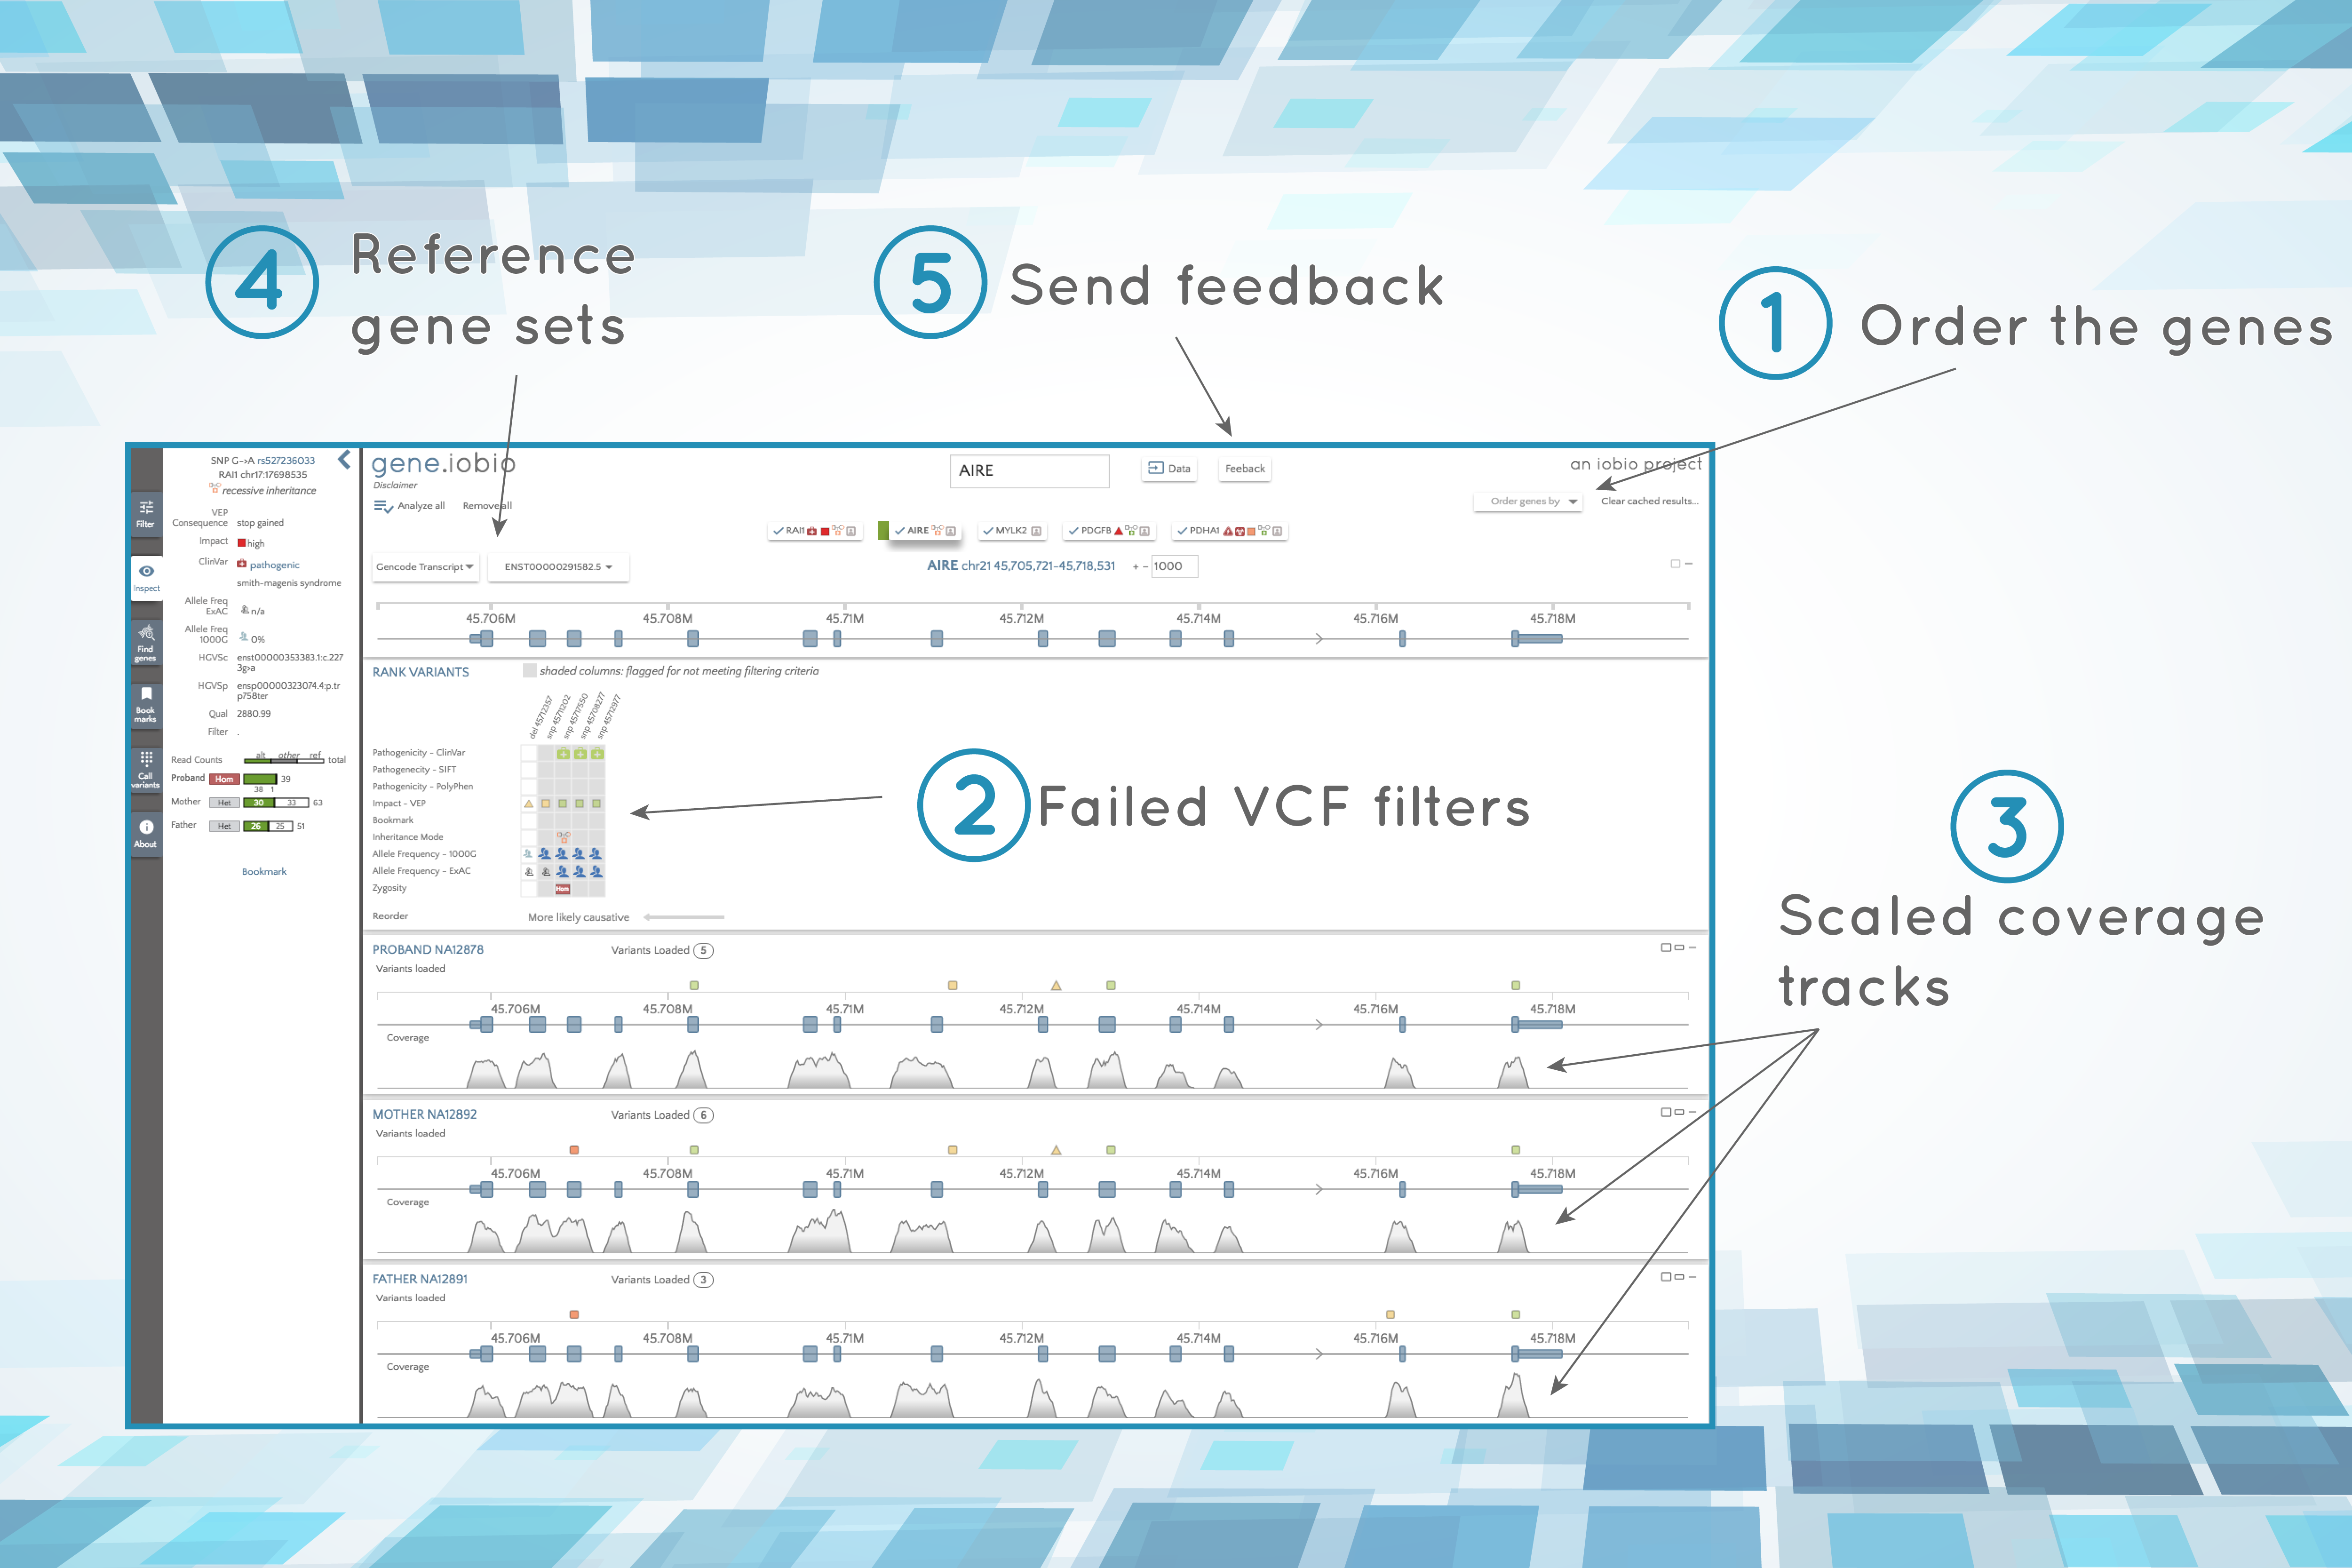 4 Reference
gene sets
5 Send feedback
1 Order the genes
SNP G->A rs527236033
RAI1 chr17:17698535
recessive inheritance
VEP
Consequence stop gained
Impact high
ClinVar pathogenic
smith-magenis syndrome
Allele Freq
ExAC n/a
Allele Freq
1000G 0%
HGVSc enst00000353383.1:c.227
3g>a
HGVSp ensp00000323074.4:p.tr
p758ter
Qual 2880.99
Filter .
alt other ref
Read Counts total
Proband Hom 39
38 1
Mother Het 30 33 63
Father Het 26 25 51
Bookmark
Filter
Inspect
Find
genes
Book
marks
Call
variants
About
gene.iobio
Disclaimer
AIRE
Data
Feeback
an iobio project
Analyze all
Remove all
Order genes by
Clear cached results...
RAI1
AIRE
MYLK2
PDGFB
PDHA1
Gencode Transcript
ENST00000291582.5
AIRE chr21 45,705,721-45,718,531 + - 1000
45.706M 45.708M 45.71M 45.712M 45.714M 45.716M 45.718M
RANK VARIANTS
shaded columns: flagged for not meeting filtering criteria
del 45712357
snp 45711202
snp 45717550
snp 45708277
snp 45712977
Pathogenicity - ClinVar
Pathogenecity - SIFT
Pathogenicity - PolyPhen
Impact - VEP
Bookmark
Inheritance Mode
Allele Frequency - 1000G
Allele Frequency - ExAC
Zygosity Hom
Reorder More likely causative
2 Failed VCF filters
3
Scaled coverage
tracks
PROBAND NA12878 Variants Loaded 5
Variants loaded
45.706M 45.708M 45.71M 45.712M 45.714M 45.716M 45.718M
Coverage
MOTHER NA12892 Variants Loaded 6
Variants loaded
45.706M 45.708M 45.71M 45.712M 45.714M 45.716M 45.718M
Coverage
FATHER NA12891 Variants Loaded 3
Variants loaded
45.706M 45.708M 45.71M 45.712M 45.714M 45.716M 45.718M
Coverage